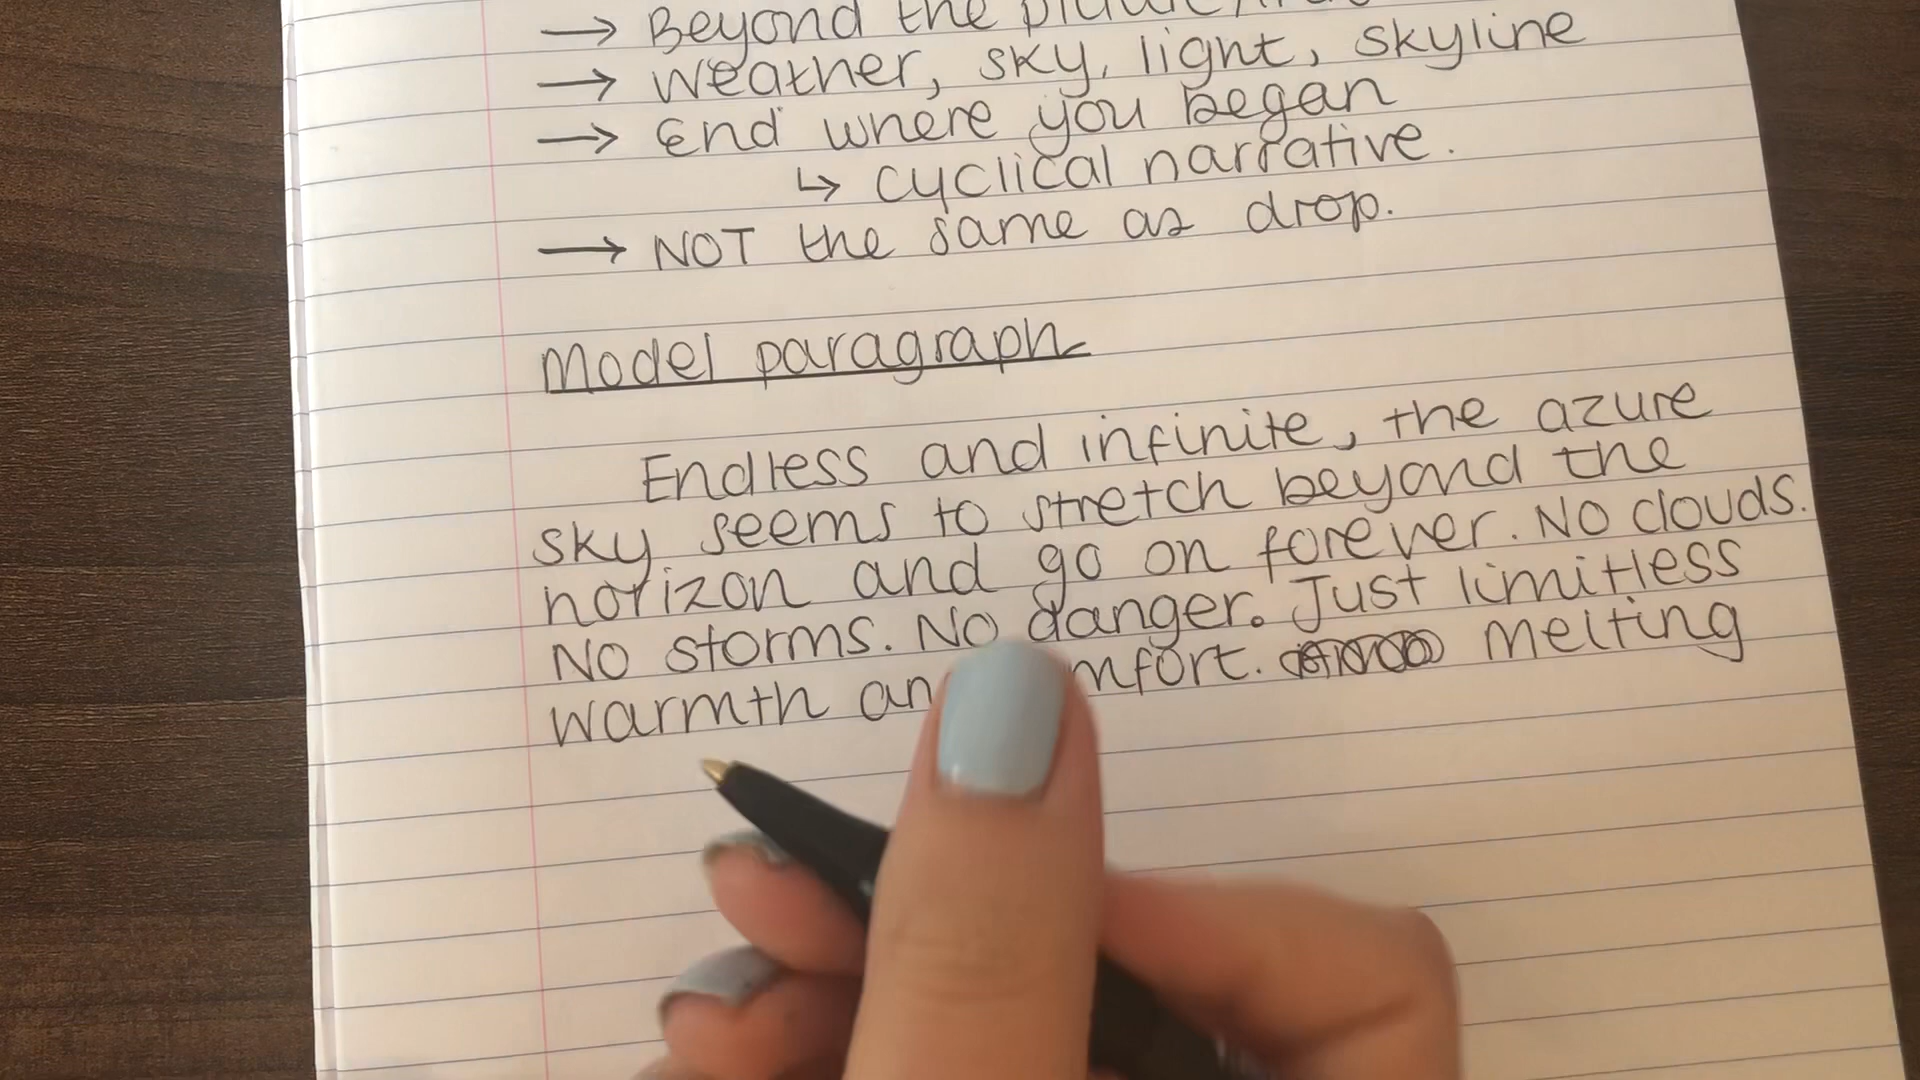 → Beyond the
→ weather, sky, light, skyline
→ End where you began
↳ cyclical narrative.
→ NOT the same as drop.
Model paragraph
Endless and infinite, the azure
sky seems to stretch beyond the
horizon and go on forever. No clouds.
No storms. No danger. Just limitless
warmth an mfort. melting